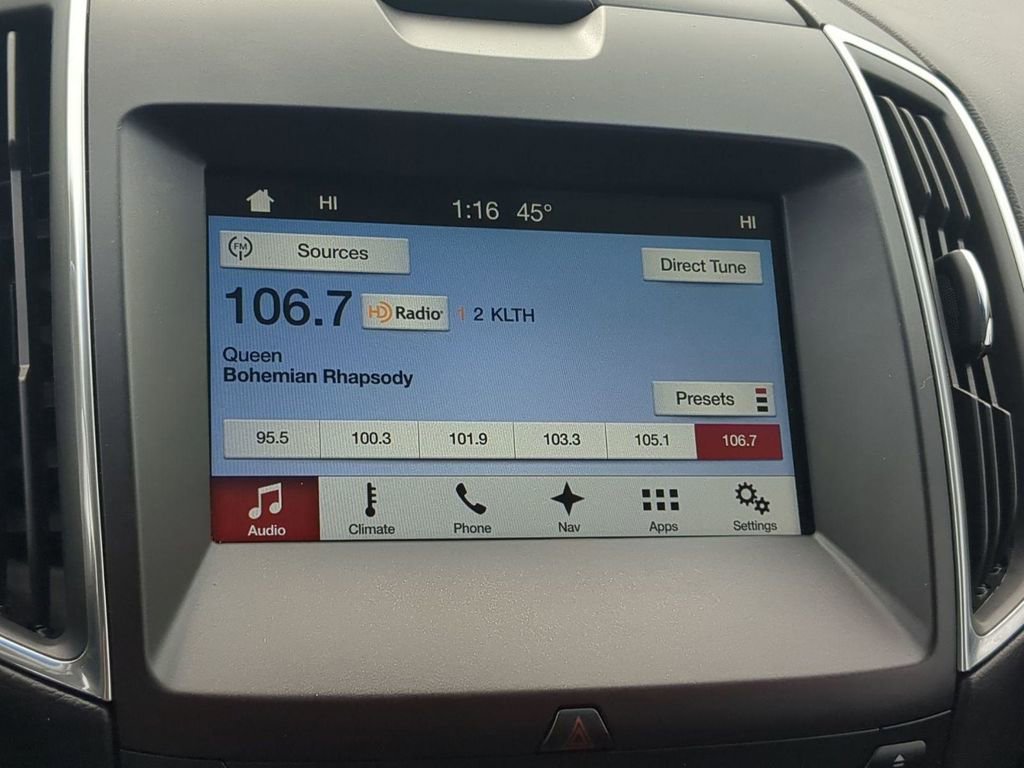 HI 1:16 45° HI
FM Sources
Direct Tune
106.7 HD Radio 1 2 KLTH
Queen
Bohemian Rhapsody
Presets
95.5 100.3 101.9 103.3 105.1 106.7
Audio Climate Phone Nav Apps Settings